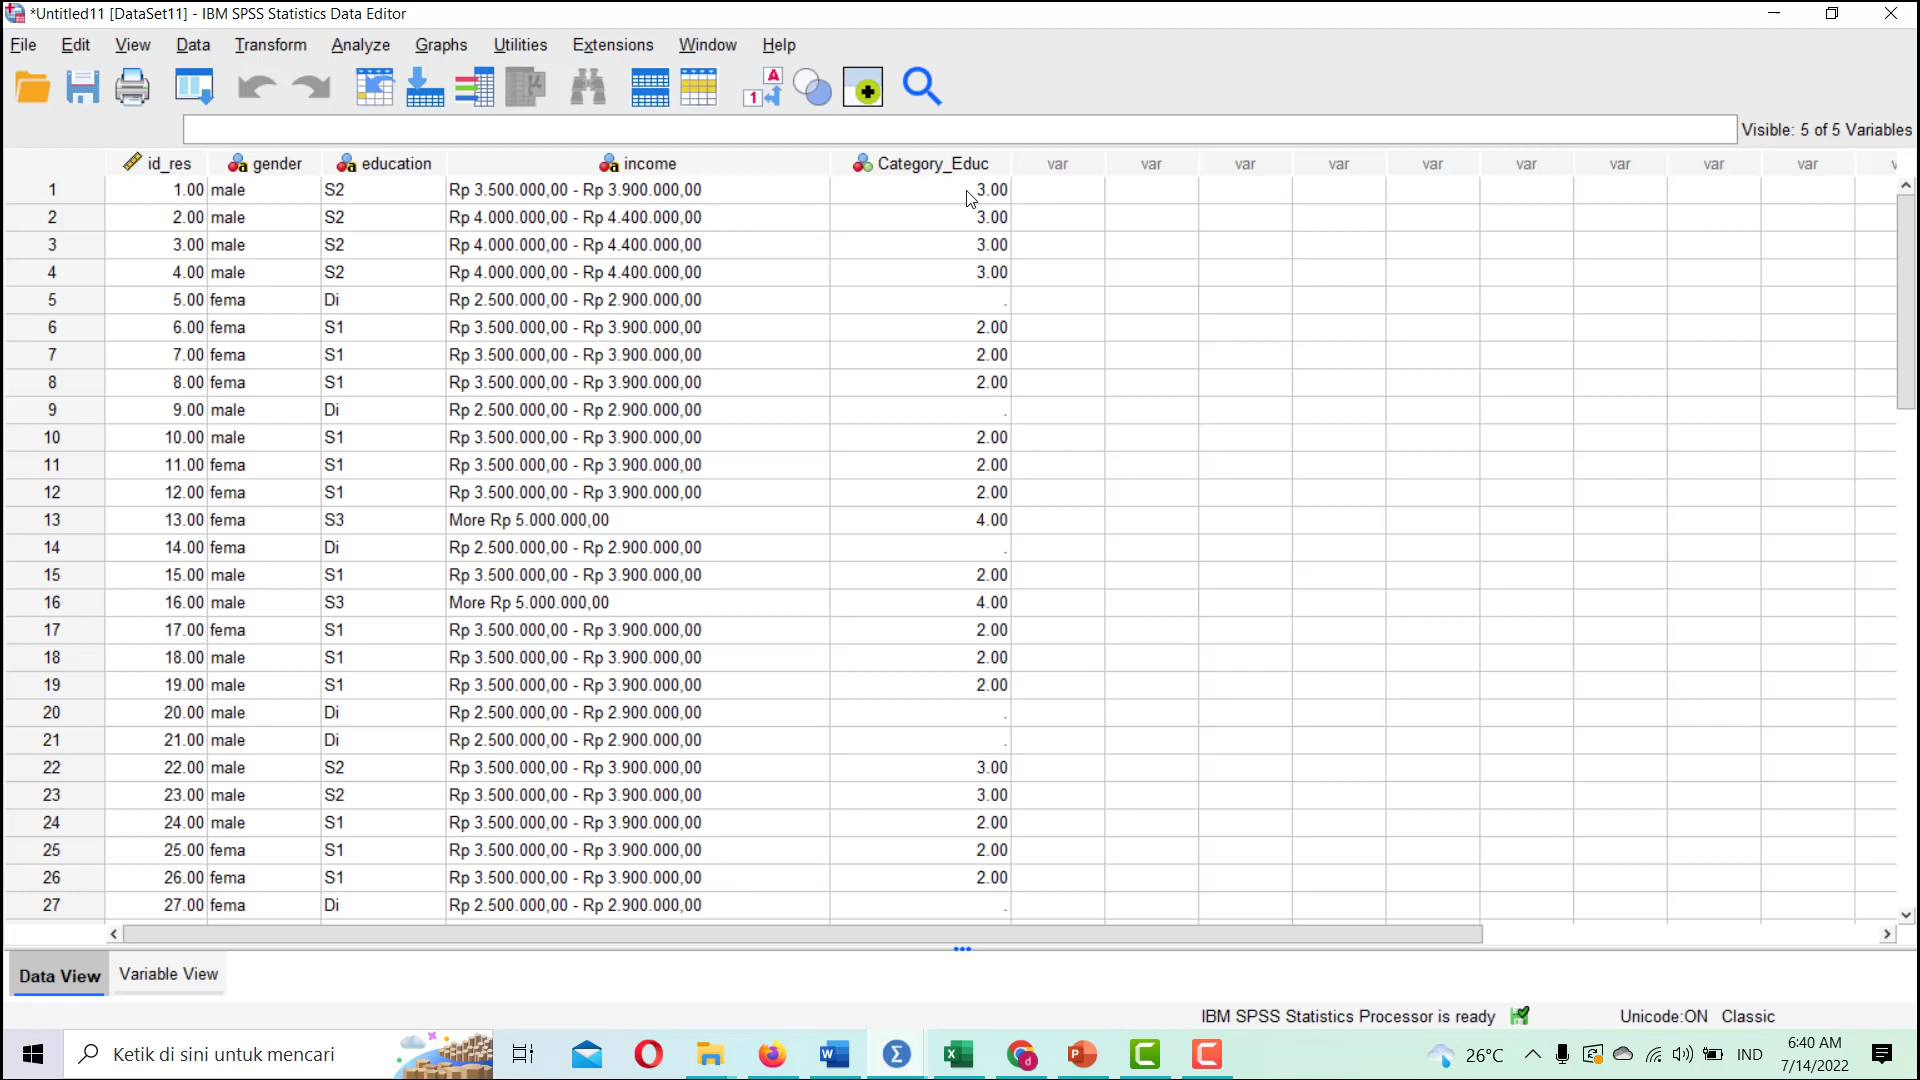 *Untitled11 [DataSet11] - IBM SPSS Statistics Data Editor
File Edit View Data Transform Analyze Graphs Utilities Extensions Window Help
Visible: 5 of 5 Variables
id_res gender education income Category_Educ var var var var var var var var var
1 1.00 male S2 Rp 3.500.000,00 - Rp 3.900.000,00 3.00
2 2.00 male S2 Rp 4.000.000,00 - Rp 4.400.000,00 3.00
3 3.00 male S2 Rp 4.000.000,00 - Rp 4.400.000,00 3.00
4 4.00 male S2 Rp 4.000.000,00 - Rp 4.400.000,00 3.00
5 5.00 fema Di Rp 2.500.000,00 - Rp 2.900.000,00 .
6 6.00 fema S1 Rp 3.500.000,00 - Rp 3.900.000,00 2.00
7 7.00 fema S1 Rp 3.500.000,00 - Rp 3.900.000,00 2.00
8 8.00 fema S1 Rp 3.500.000,00 - Rp 3.900.000,00 2.00
9 9.00 male Di Rp 2.500.000,00 - Rp 2.900.000,00 .
10 10.00 male S1 Rp 3.500.000,00 - Rp 3.900.000,00 2.00
11 11.00 fema S1 Rp 3.500.000,00 - Rp 3.900.000,00 2.00
12 12.00 fema S1 Rp 3.500.000,00 - Rp 3.900.000,00 2.00
13 13.00 fema S3 More Rp 5.000.000,00 4.00
14 14.00 fema Di Rp 2.500.000,00 - Rp 2.900.000,00 .
15 15.00 male S1 Rp 3.500.000,00 - Rp 3.900.000,00 2.00
16 16.00 male S3 More Rp 5.000.000,00 4.00
17 17.00 fema S1 Rp 3.500.000,00 - Rp 3.900.000,00 2.00
18 18.00 male S1 Rp 3.500.000,00 - Rp 3.900.000,00 2.00
19 19.00 male S1 Rp 3.500.000,00 - Rp 3.900.000,00 2.00
20 20.00 male Di Rp 2.500.000,00 - Rp 2.900.000,00 .
21 21.00 male Di Rp 2.500.000,00 - Rp 2.900.000,00 .
22 22.00 male S2 Rp 3.500.000,00 - Rp 3.900.000,00 3.00
23 23.00 male S2 Rp 3.500.000,00 - Rp 3.900.000,00 3.00
24 24.00 male S1 Rp 3.500.000,00 - Rp 3.900.000,00 2.00
25 25.00 fema S1 Rp 3.500.000,00 - Rp 3.900.000,00 2.00
26 26.00 fema S1 Rp 3.500.000,00 - Rp 3.900.000,00 2.00
27 27.00 fema Di Rp 2.500.000,00 - Rp 2.900.000,00 .
Data View Variable View
IBM SPSS Statistics Processor is ready Unicode:ON Classic
Ketik di sini untuk mencari 26°C IND 6:40 AM
7/14/2022